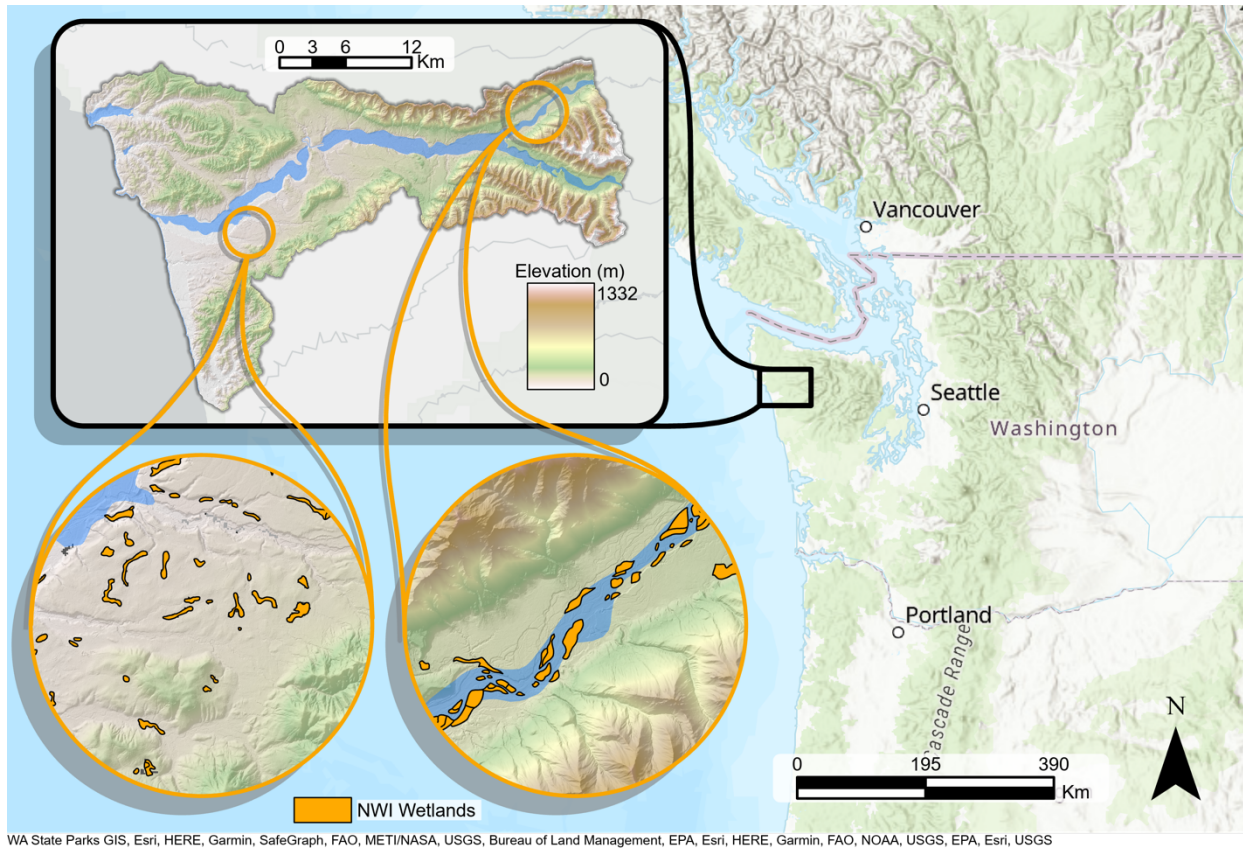 0 3 6 12
Km
Elevation (m)
1332
0
Vancouver
Seattle
Washington
Portland
Cascade Range
N
0 195 390
Km
NWI Wetlands
WA State Parks GIS, Esri, HERE, Garmin, SafeGraph, FAO, METI/NASA, USGS, Bureau of Land Management, EPA, Esri, HERE, Garmin, FAO, NOAA, USGS, EPA, Esri, USGS